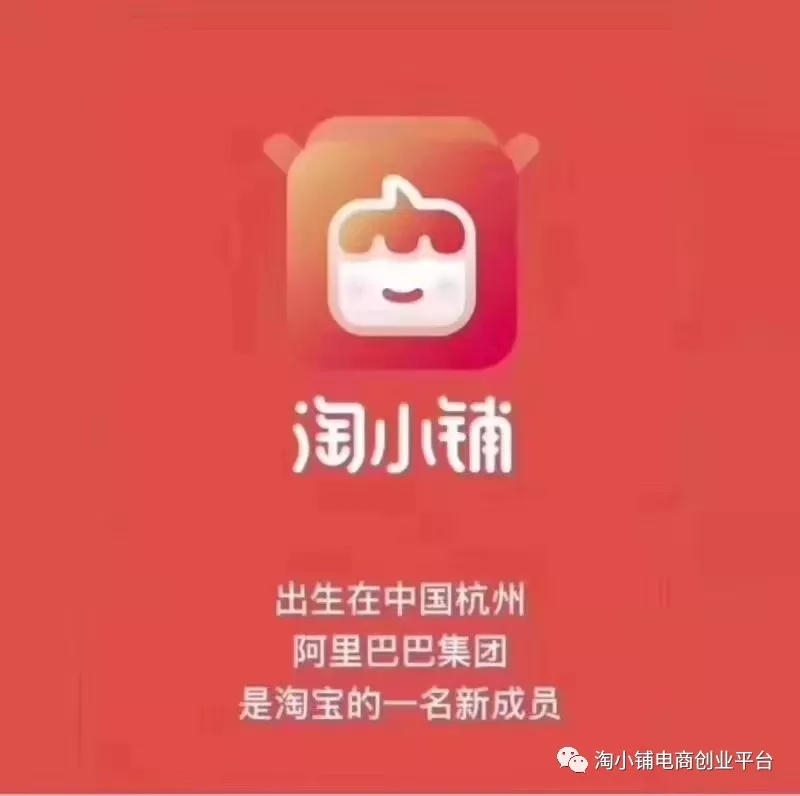 淘小铺
出生在中国杭州
阿里巴巴集团
是淘宝的一名新成员
淘小铺电商创业平台